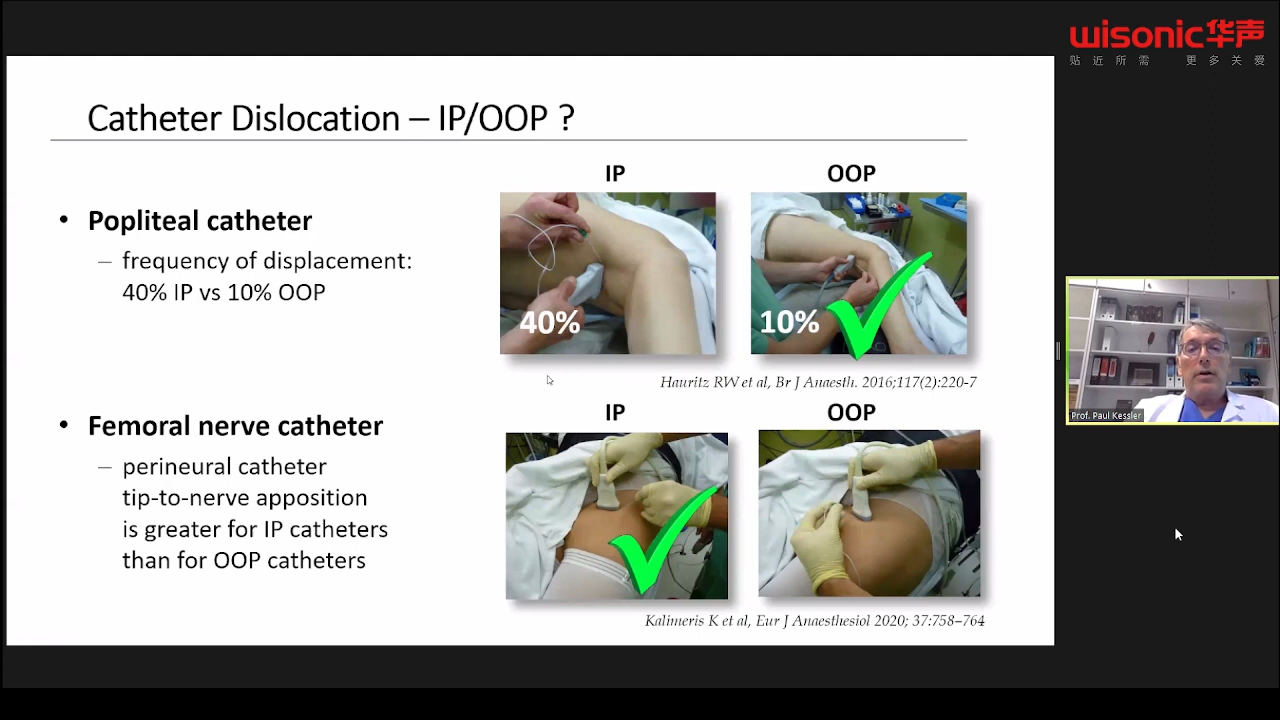 wisonic华声
贴近所需 更多关爱
Catheter Dislocation – IP/OOP ?
IP
OOP
• Popliteal catheter
– frequency of displacement:
40% IP vs 10% OOP
40%
10%
Hauritz RW et al, Br J Anaesth. 2016;117(2):220-7
IP
OOP
• Femoral nerve catheter
– perineural catheter
tip-to-nerve apposition
is greater for IP catheters
than for OOP catheters
Kalimeris K et al, Eur J Anaesthesiol 2020; 37:758–764
Prof. Paul Kessler